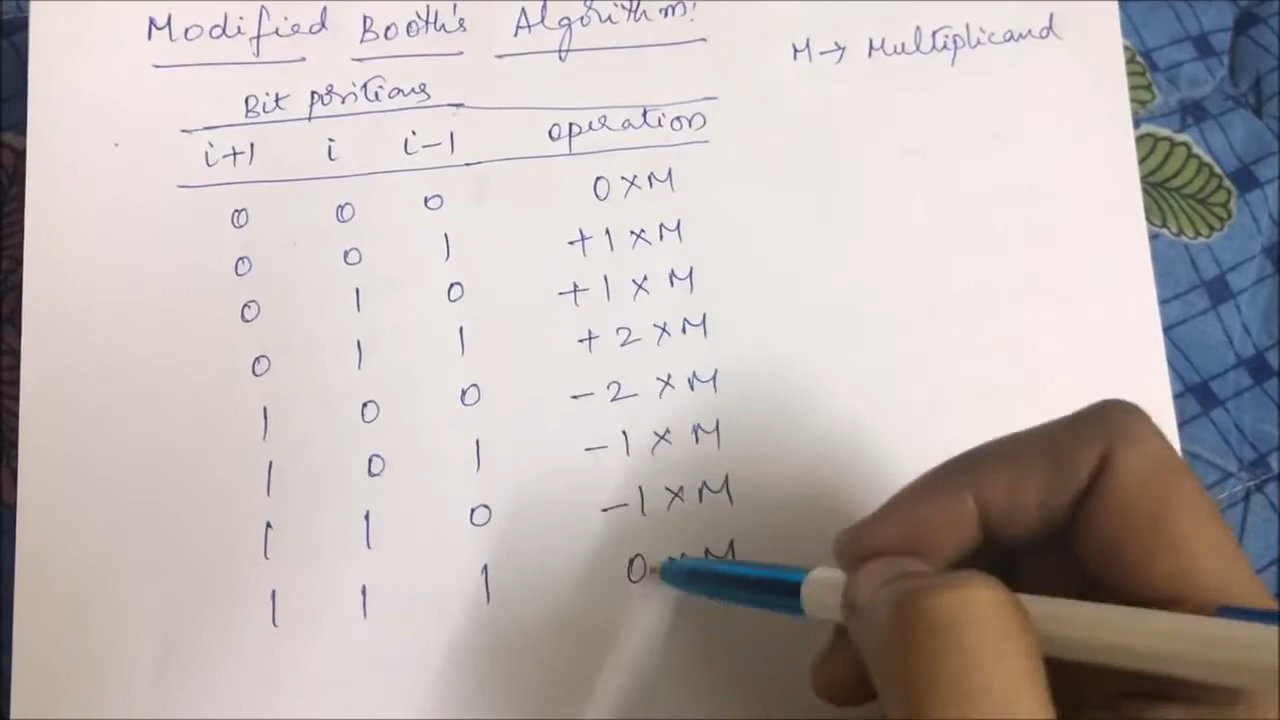 Modified Booth's Algorithm:
M → Multiplicand
Bit positions
i+1 i i-1 operation
0 0 0 0 × M
0 0 1 +1 × M
0 1 0 +1 × M
0 1 1 +2 × M
1 0 0 -2 × M
1 0 1 -1 × M
1 1 0 -1 × M
1 1 1 0 × M